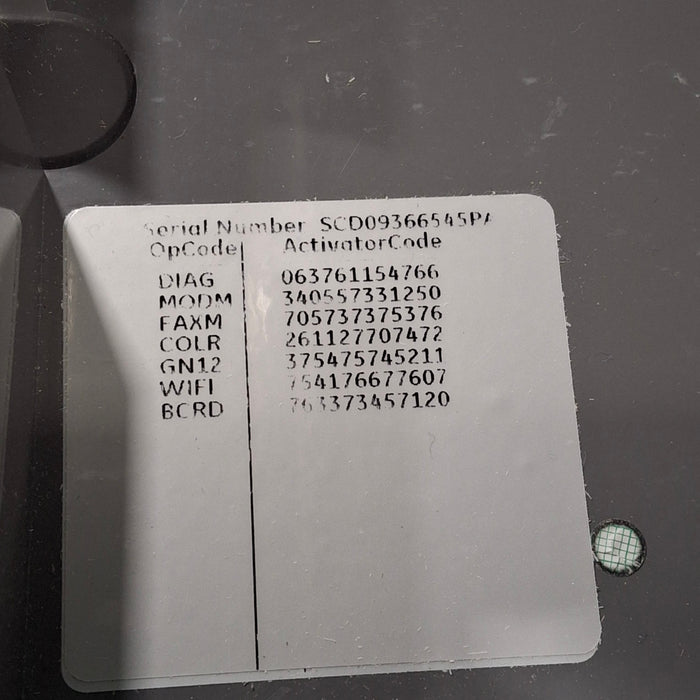 Serial Number SCD09366545PA
OpCode ActivatorCode
DIAG 063761154766
MODM 340557331250
FAXM 705737375376
COLR 261127707472
GN12 375475745211
WIFI 754176677607
BCRD 763373457120